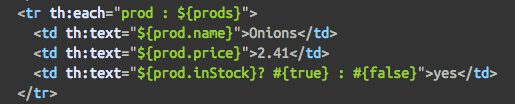 <tr th:each="prod : ${prods}">
<td th:text="${prod.name}">Onions</td>
<td th:text="${prod.price}">2.41</td>
<td th:text="${prod.inStock}? #{true} : #{false}">yes</td>
</tr>